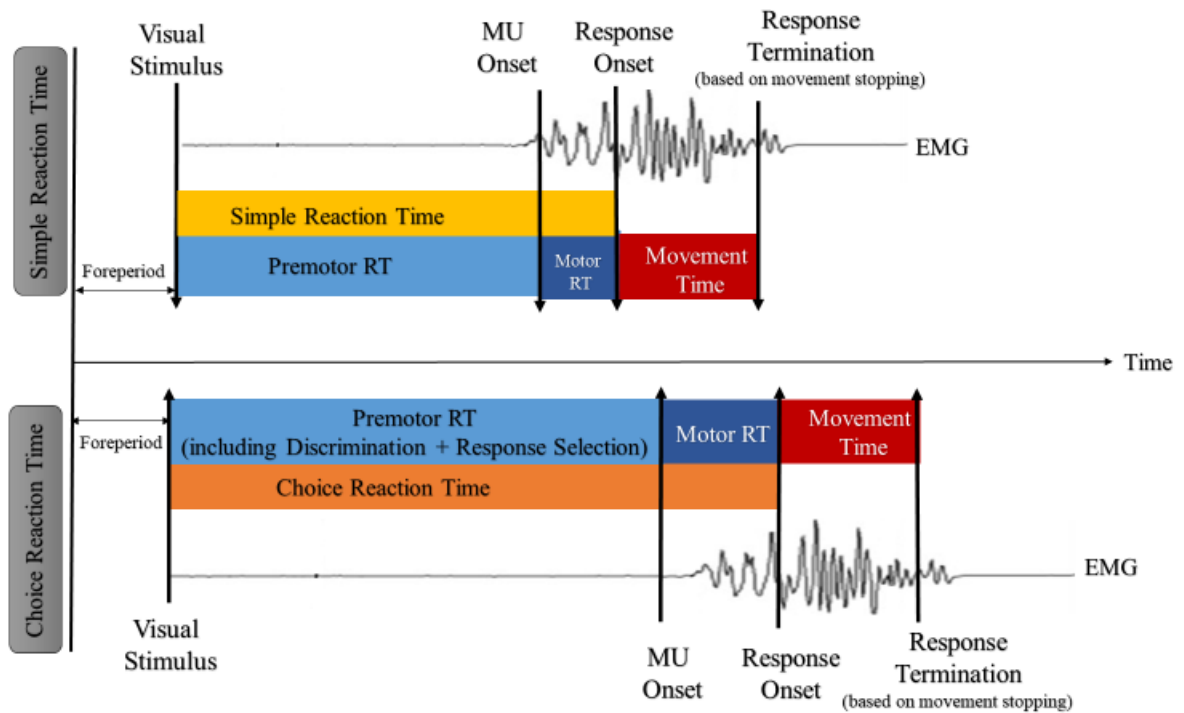 Simple Reaction Time
Visual
Stimulus
MU
Onset
Response
Onset
Response
Termination
(based on movement stopping)
EMG
Simple Reaction Time
Foreperiod
Premotor RT
Motor
RT
Movement
Time
Time
Choice Reaction Time
Foreperiod
Premotor RT
(including Discrimination + Response Selection)
Motor RT
Movement
Time
Choice Reaction Time
EMG
Visual
Stimulus
MU
Onset
Response
Onset
Response
Termination
(based on movement stopping)